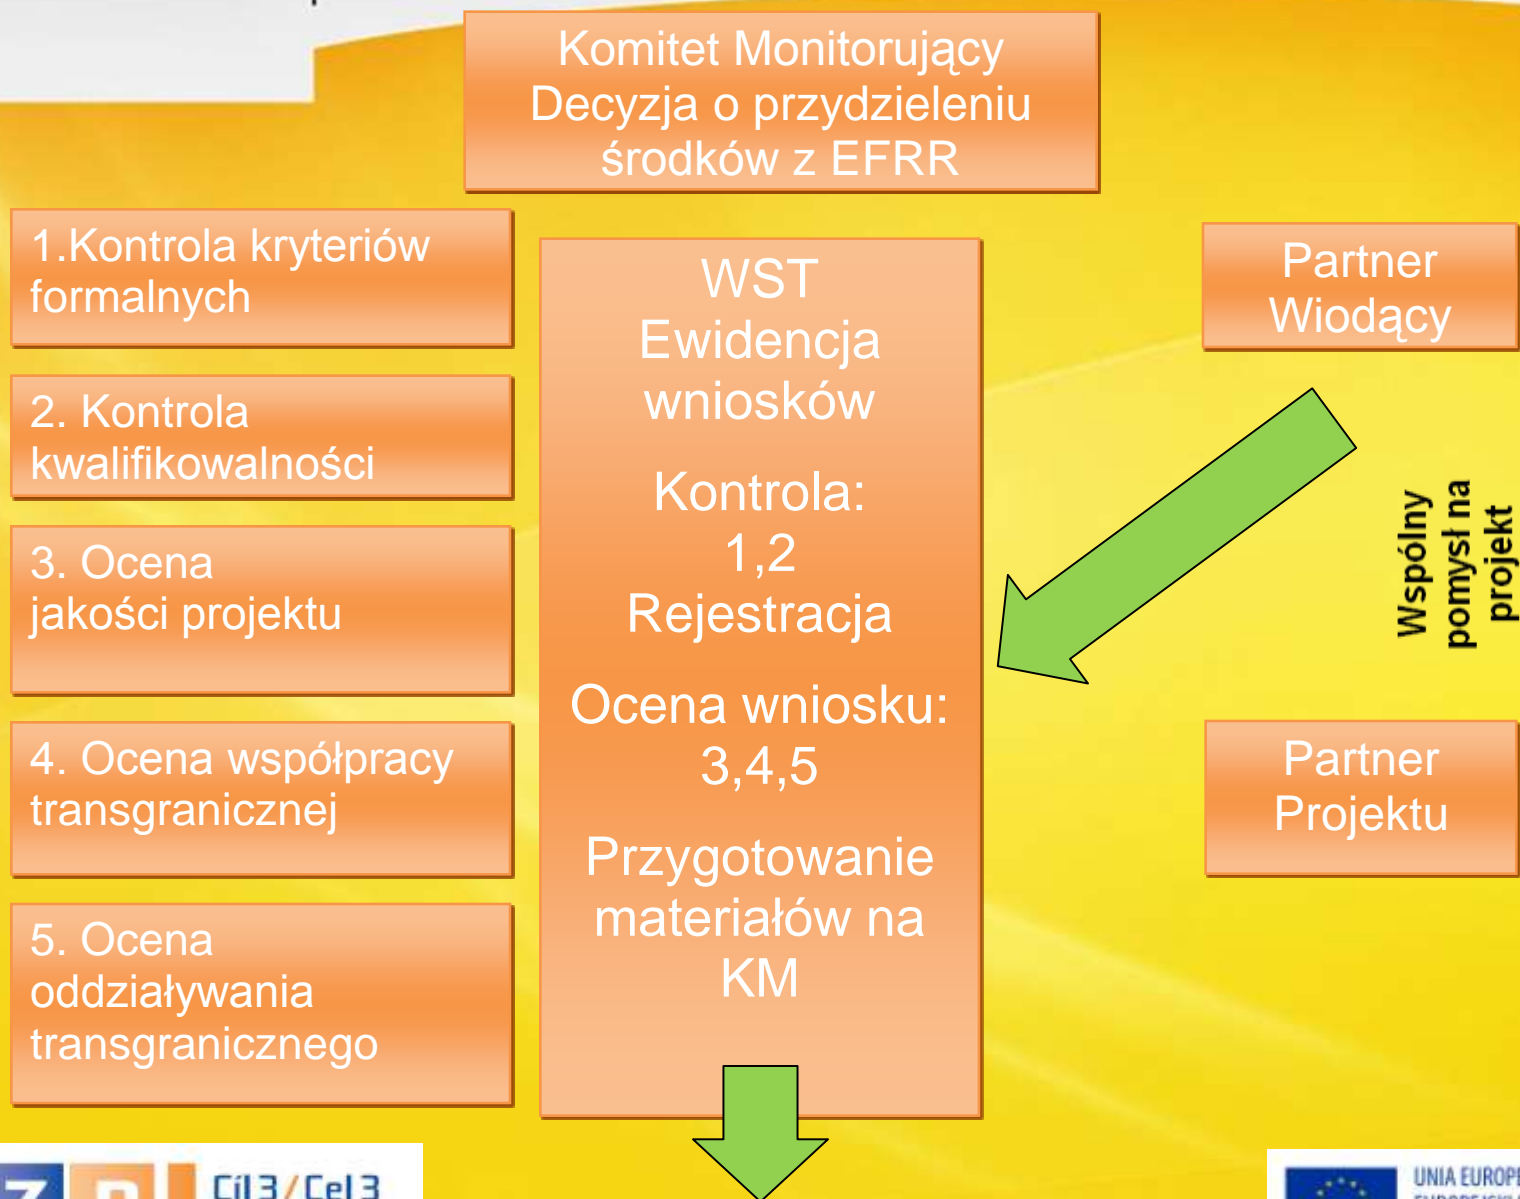 Komitet Monitorujący
Decyzja o przydzieleniu
środków z EFRR
1.Kontrola kryteriów
formalnych
2. Kontrola
kwalifikowalności
3. Ocena
jakości projektu
4. Ocena współpracy
transgranicznej
5. Ocena
oddziaływania
transgranicznego
WST
Ewidencja
wniosków
Kontrola:
1,2
Rejestracja
Ocena wniosku:
3,4,5
Przygotowanie
materiałów na
KM
Partner
Wiodący
Wspólny
pomysł na
projekt
Partner
Projektu
Cíl 3 / Cel 3
UNIA EUROPE